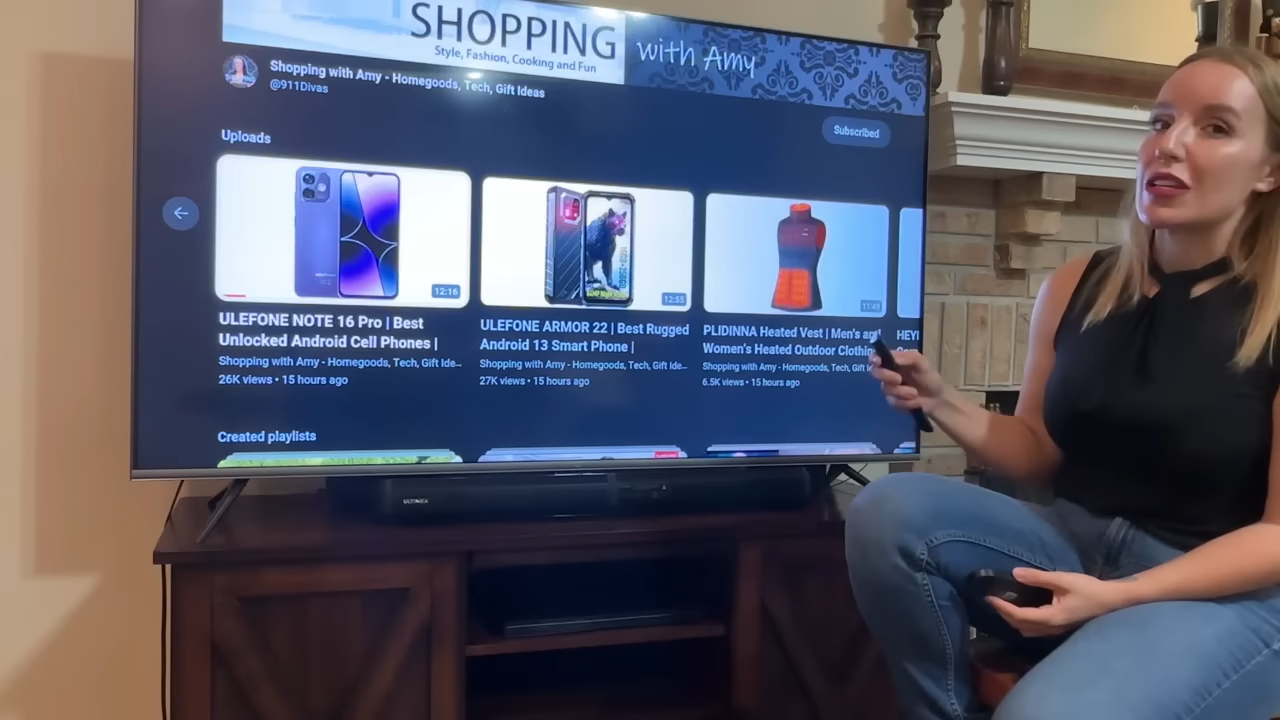 SHOPPING
Style, Fashion, Cooking and Fun
with Amy
Shopping with Amy - Homegoods, Tech, Gift Ideas
@911Divas
Subscribed
Uploads
12:16
12:55
11:49
ULEFONE NOTE 16 Pro | Best
Unlocked Android Cell Phones |
Shopping with Amy - Homegoods, Tech, Gift Ide...
26K views • 15 hours ago
ULEFONE ARMOR 22 | Best Rugged
Android 13 Smart Phone |
Shopping with Amy - Homegoods, Tech, Gift Ide...
27K views • 15 hours ago
PLIDINNA Heated Vest | Men's and
Women's Heated Outdoor Clothin
Shopping with Amy - Homegoods, Tech, Gift
6.5K views • 15 hours ago
HEY
Created playlists
ULTIMEA